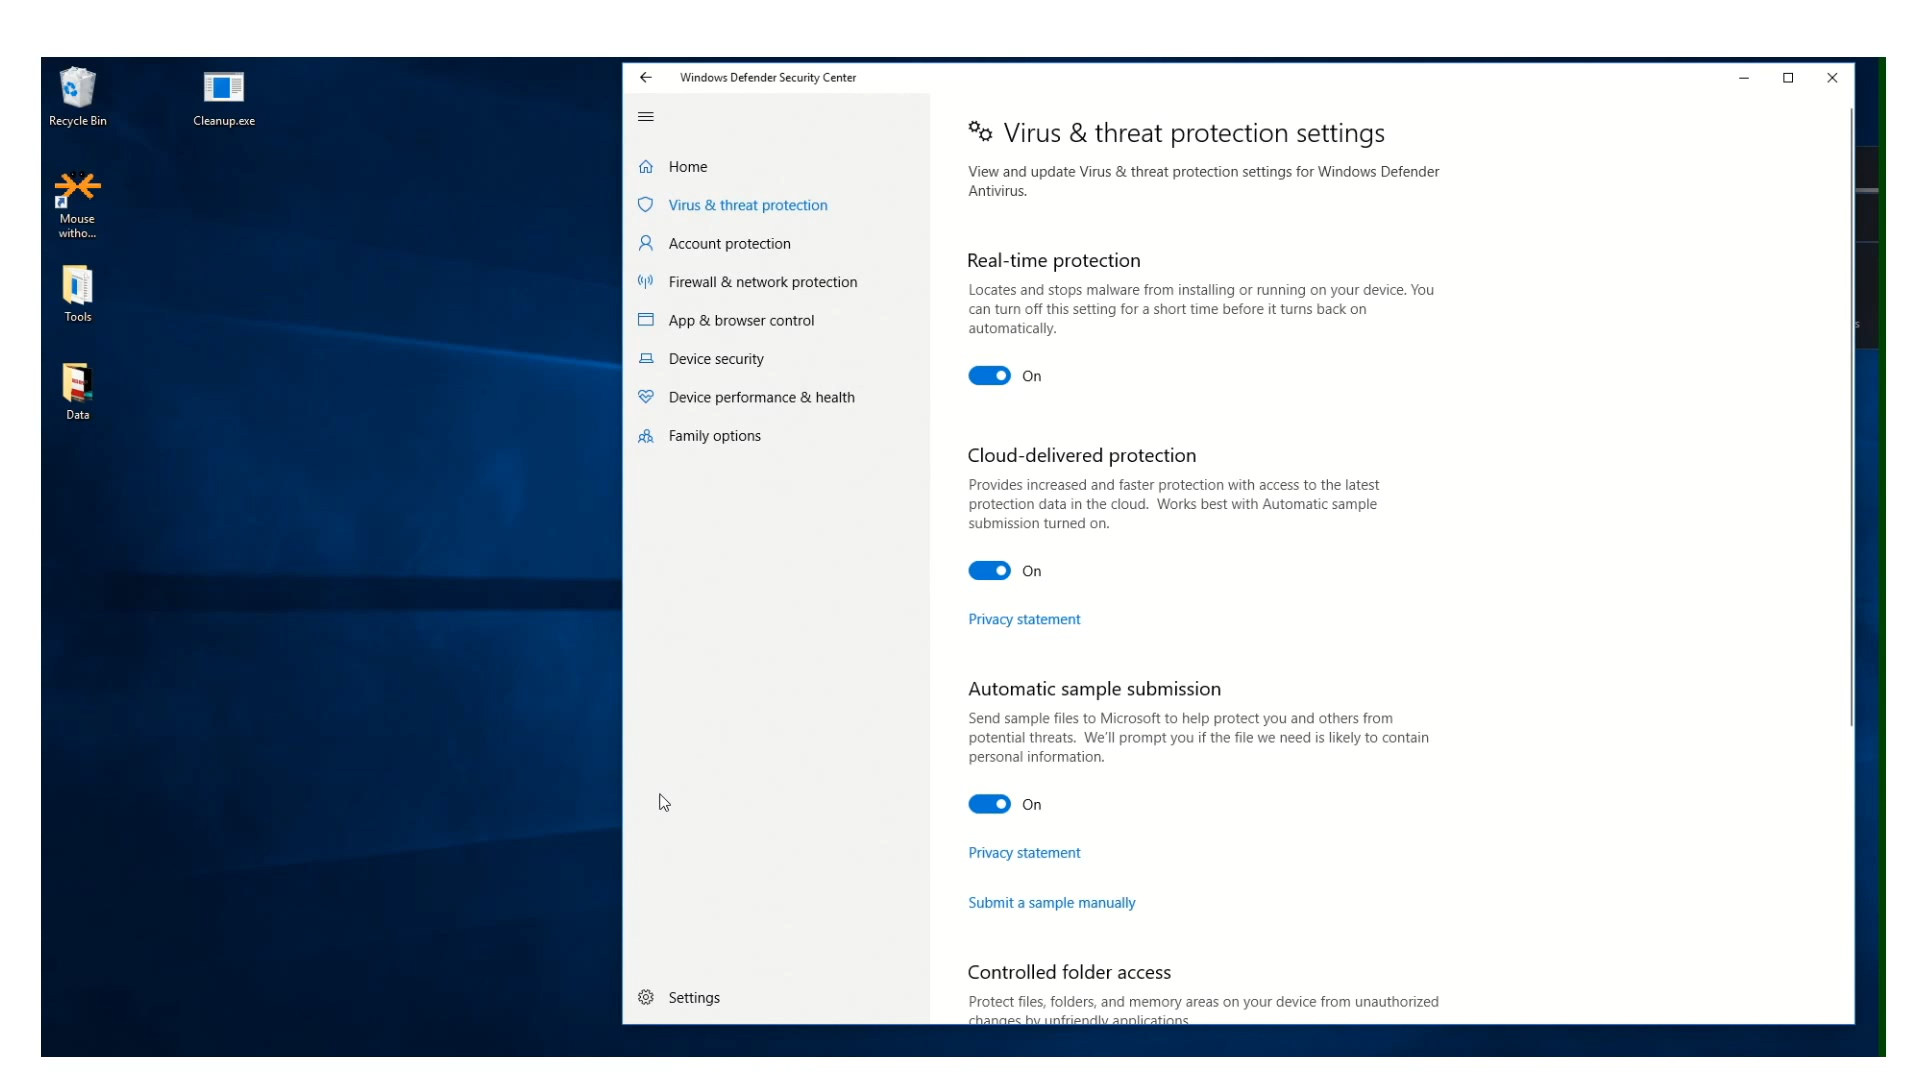 Recycle Bin
Cleanup.exe
Mouse
witho...
Tools
Data
Windows Defender Security Center
Home
Virus & threat protection
Account protection
Firewall & network protection
App & browser control
Device security
Device performance & health
Family options
Settings
Virus & threat protection settings
View and update Virus & threat protection settings for Windows Defender
Antivirus.
Real-time protection
Locates and stops malware from installing or running on your device. You
can turn off this setting for a short time before it turns back on
automatically.
On
Cloud-delivered protection
Provides increased and faster protection with access to the latest
protection data in the cloud. Works best with Automatic sample
submission turned on.
On
Privacy statement
Automatic sample submission
Send sample files to Microsoft to help protect you and others from
potential threats. We'll prompt you if the file we need is likely to contain
personal information.
On
Privacy statement
Submit a sample manually
Controlled folder access
Protect files, folders, and memory areas on your device from unauthorized
changes by unfriendly applications.